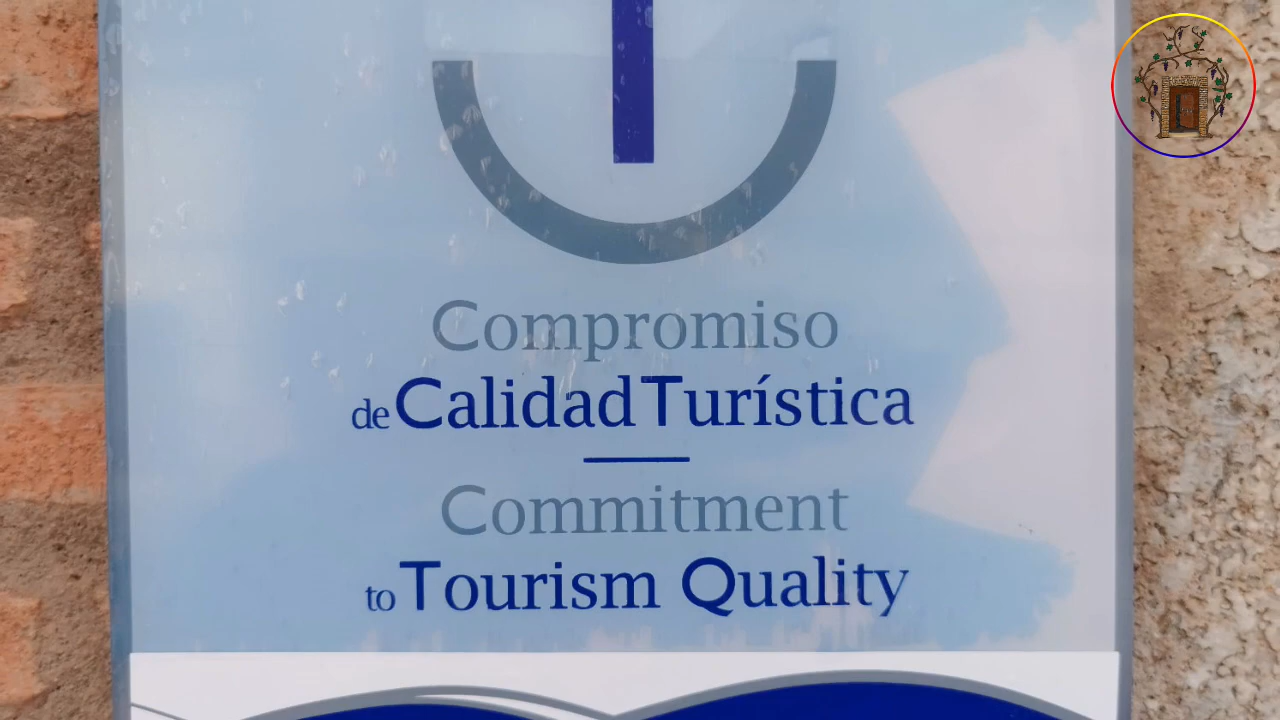 Compromiso
de Calidad Turística
Commitment
to Tourism Quality